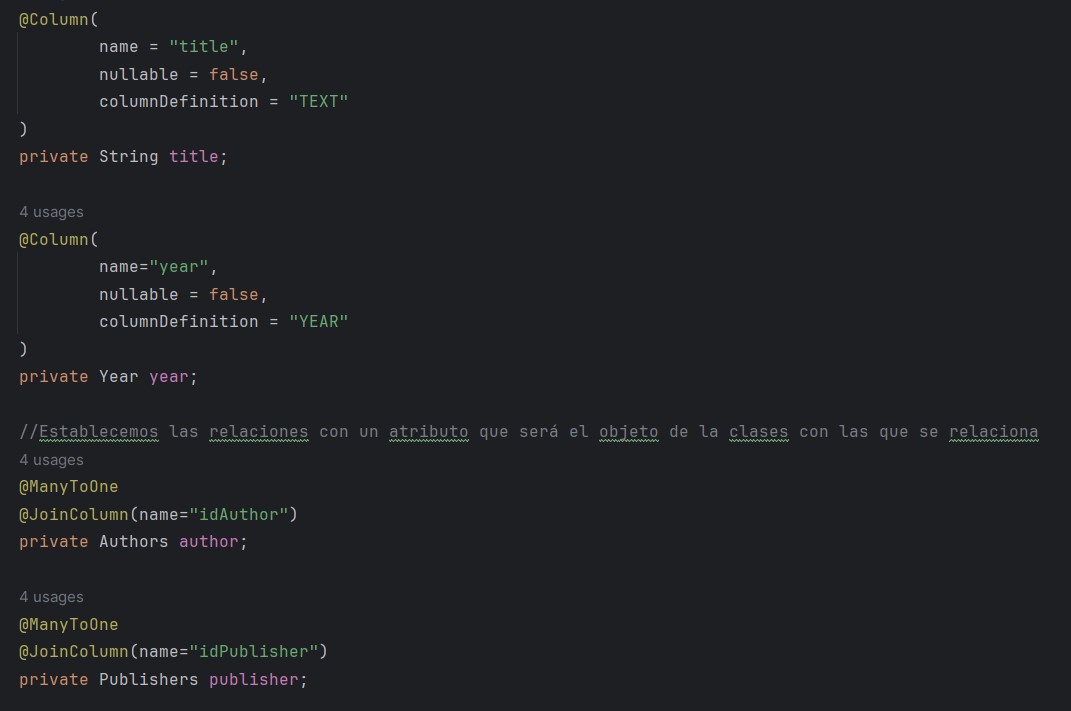 @Column(
name = "title",
nullable = false,
columnDefinition = "TEXT"
)
private String title;
4 usages
@Column(
name="year",
nullable = false,
columnDefinition = "YEAR"
)
private Year year;
//Establecemos las relaciones con un atributo que será el objeto de la clases con las que se relaciona
4 usages
@ManyToOne
@JoinColumn(name="idAuthor")
private Authors author;
4 usages
@ManyToOne
@JoinColumn(name="idPublisher")
private Publishers publisher;